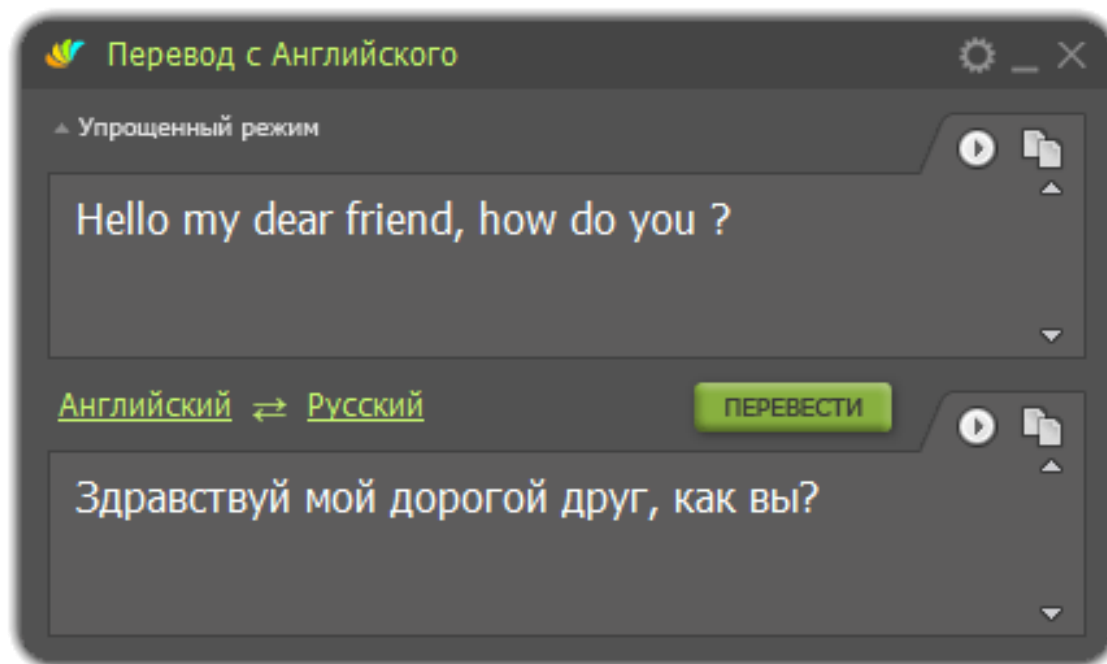 Перевод с Английского
Упрощенный режим
Hello my dear friend, how do you ?
Английский ⇄ Русский
ПЕРЕВЕСТИ
Здравствуй мой дорогой друг, как вы?